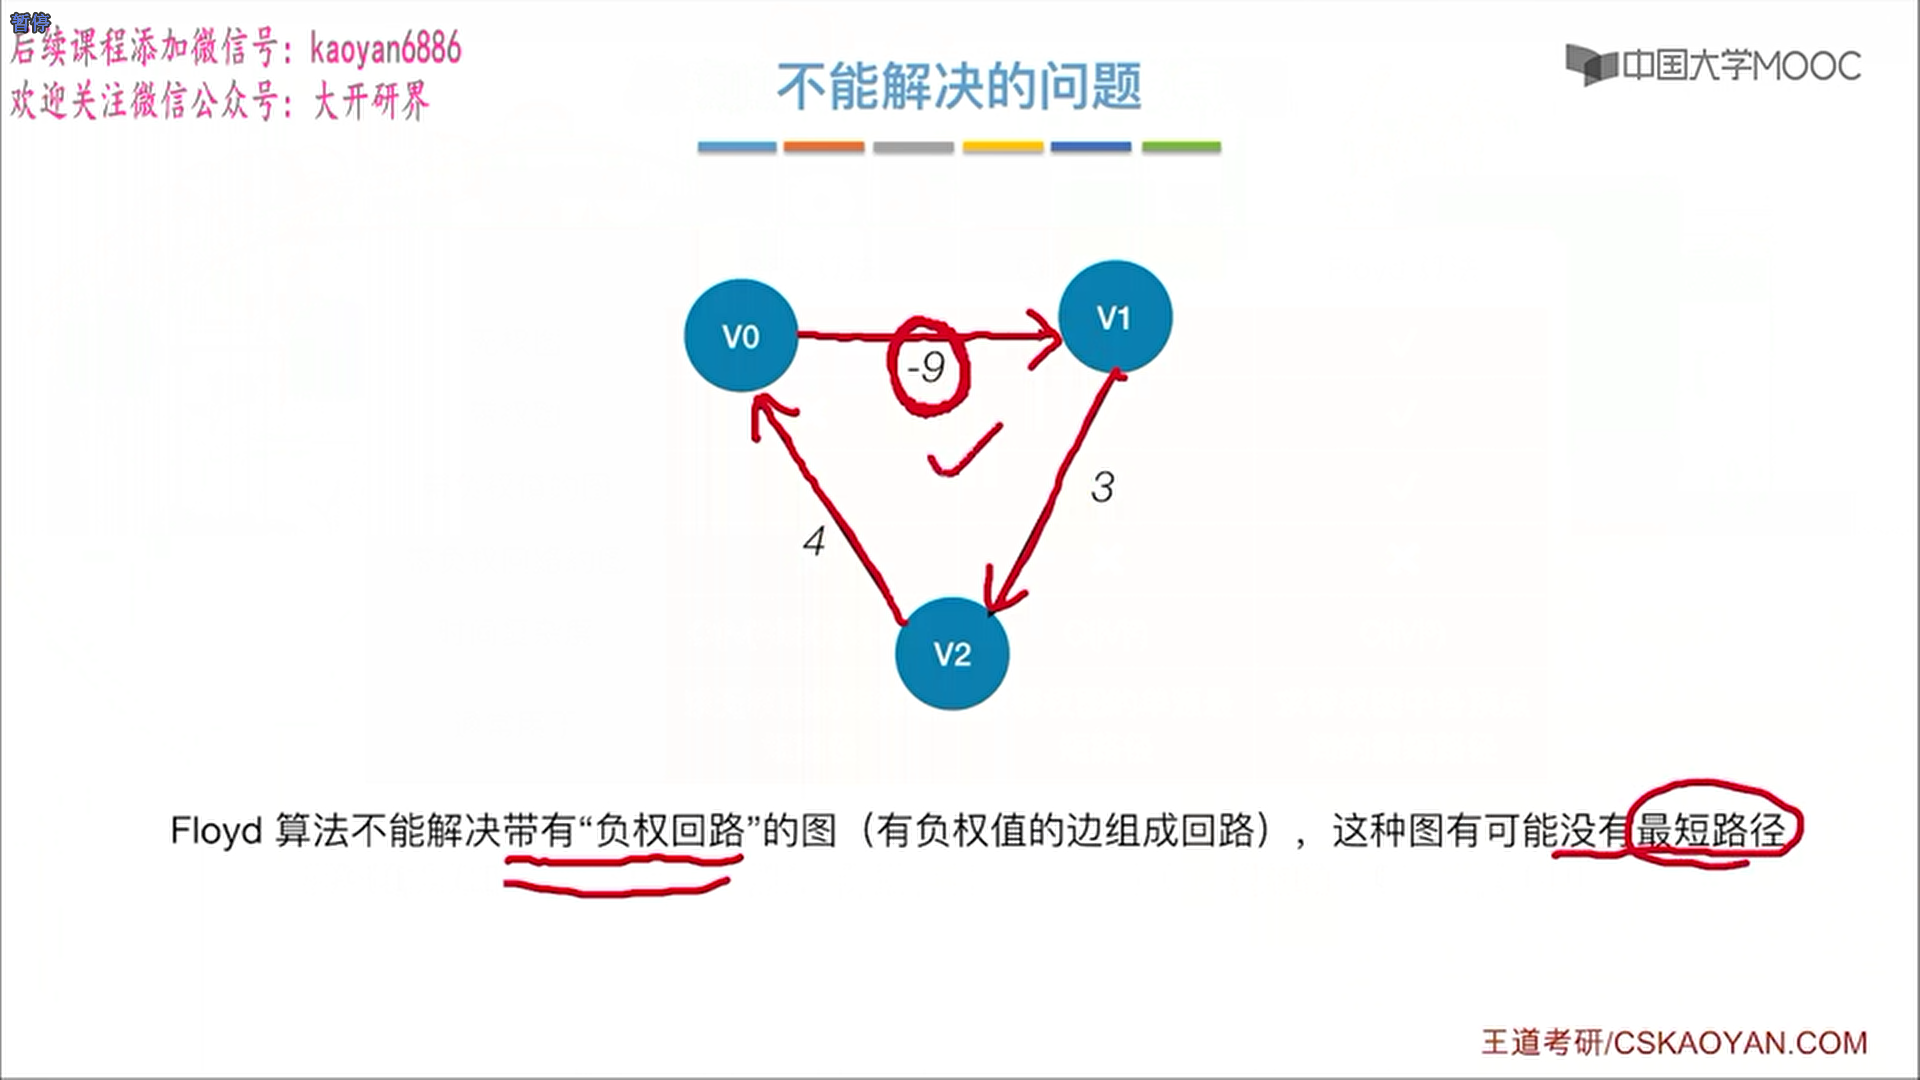 暂停
后续课程添加微信号：kaoyan6886
欢迎关注微信公众号：大开研界
不能解决的问题
中国大学MOOC
V0
V1
-9
3
4
V2
Floyd 算法不能解决带有“负权回路”的图（有负权值的边组成回路），这种图有可能没有最短路径
王道考研/CSKAOYAN.COM